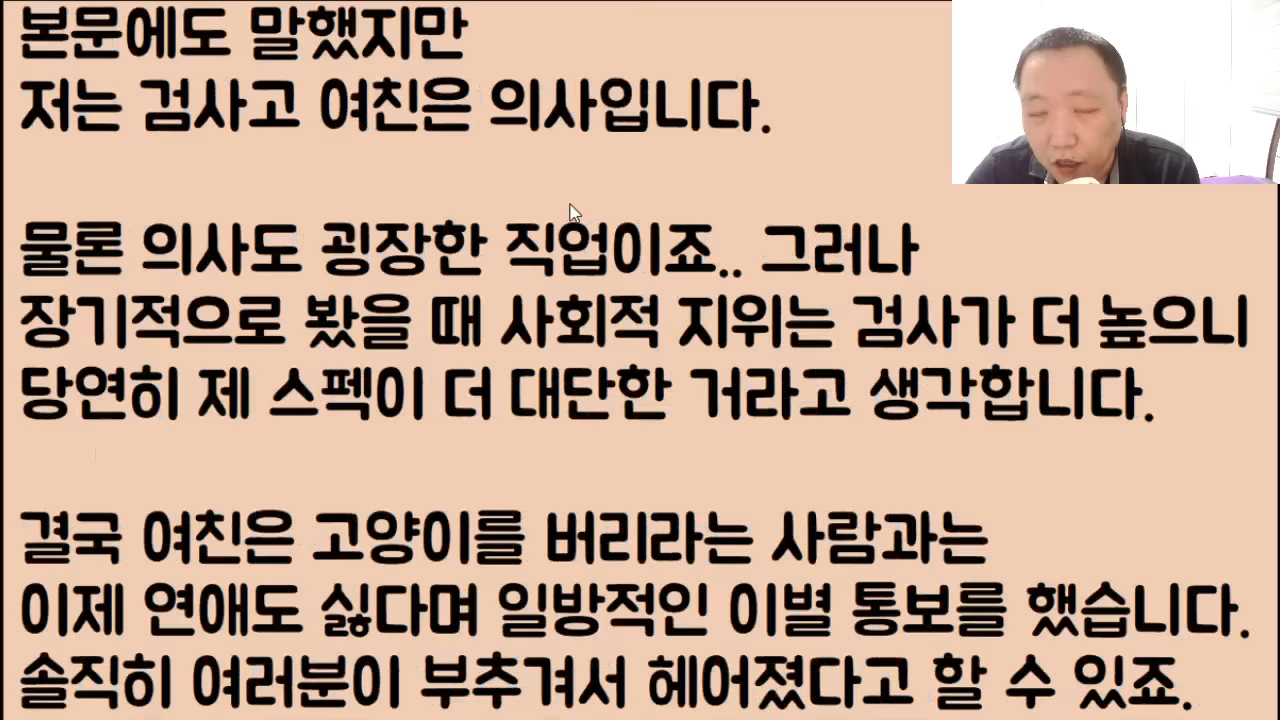 본문에도 말했지만
저는 검사고 여친은 의사입니다.
물론 의사도 굉장한 직업이죠.. 그러나
장기적으로 봤을 때 사회적 지위는 검사가 더 높으니
당연히 제 스펙이 더 대단한 거라고 생각합니다.
결국 여친은 고양이를 버리라는 사람과는
이제 연애도 싫다며 일방적인 이별 통보를 했습니다.
솔직히 여러분이 부추겨서 헤어졌다고 할 수 있죠.